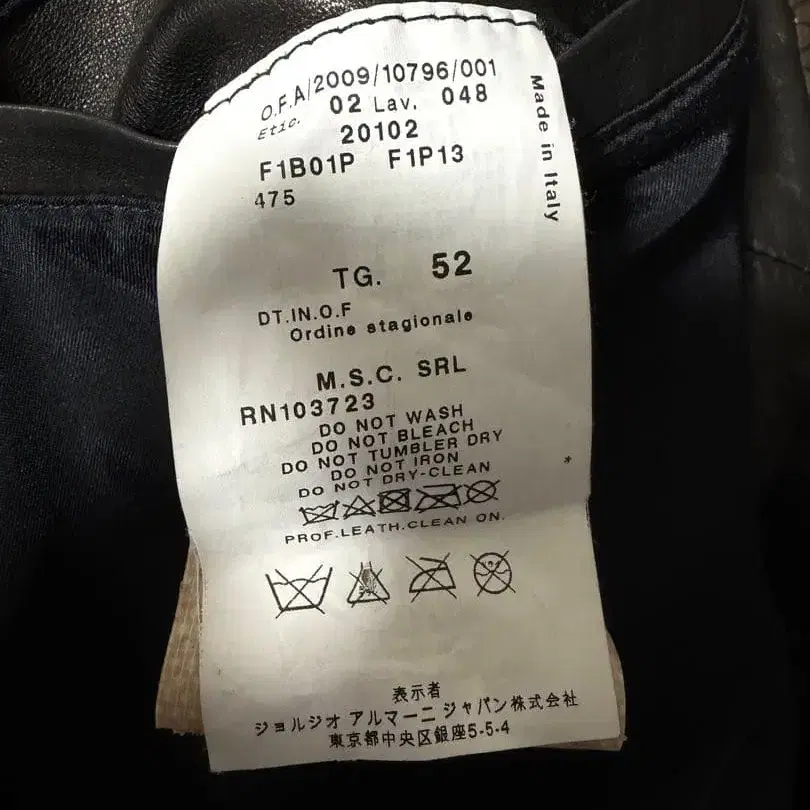 O.F.A/2009/10796/001
Etic. 02 Lav. 048
20102
F1B01P F1P13
475
Made in Italy
TG. 52
DT.IN.O.F
Ordine stagionale
M.S.C. SRL
RN103723
DO NOT WASH
DO NOT BLEACH
DO NOT TUMBLER DRY
DO NOT IRON
DO NOT DRY-CLEAN
*
PROF.LEATH.CLEAN ON.
表示者
ジョルジオ アルマーニ ジャパン株式会社
東京都中央区銀座5-5-4